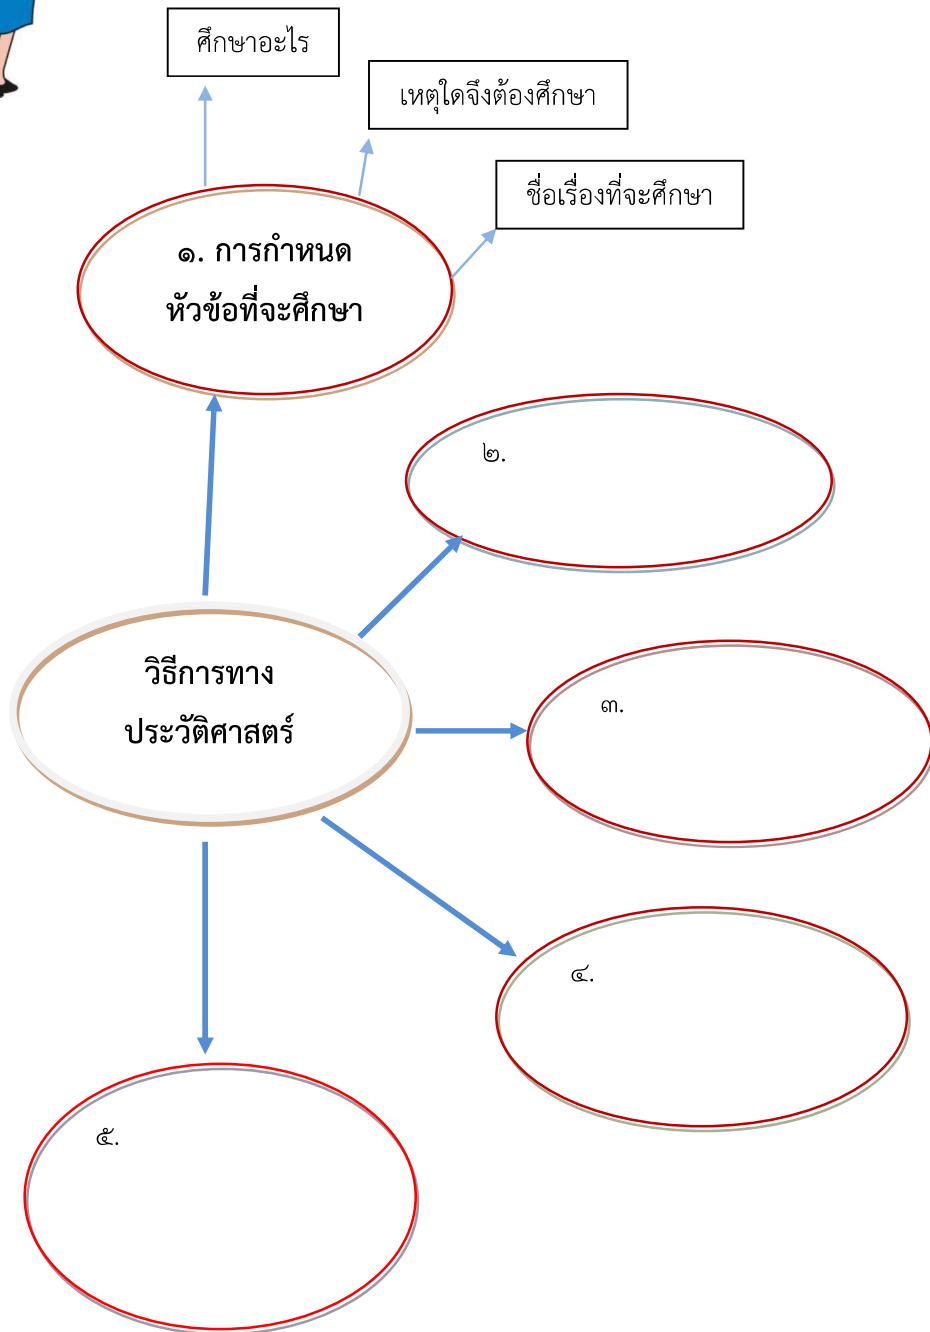 ศึกษาอะไร
เหตุใดจึงต้องศึกษา
ชื่อเรื่องที่จะศึกษา
๑. การกำหนด
หัวข้อที่จะศึกษา
๒.
วิธีการทาง
ประวัติศาสตร์
๓.
๔.
๕.